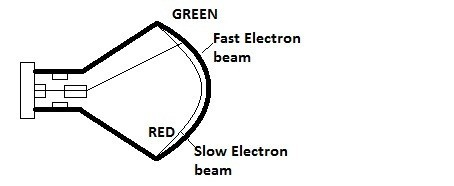 GREEN
Fast Electron
beam
RED
Slow Electron
beam